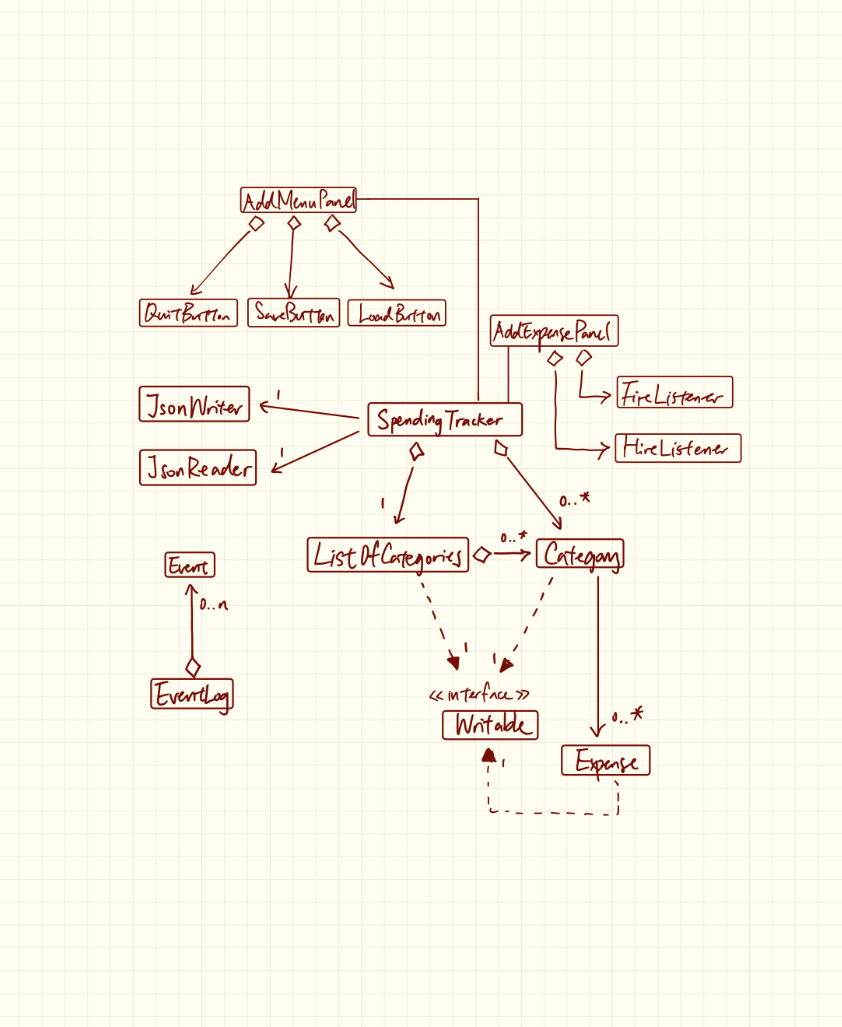 AddMenuPanel
QuitButton
SaveButton
LoadButton
AddExpensePanel
FireListener
HireListener
JsonWriter
1
SpendingTracker
JsonReader
1
1
0..*
ListOfCategories
0..*
Category
Event
0..n
EventLog
1
1
<<interface>>
Writable
0..*
Expense
1